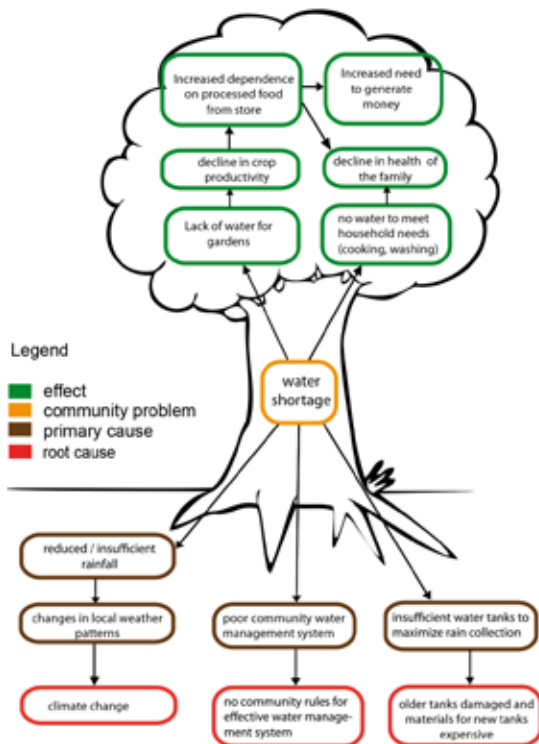 Increased dependence
on processed food
from store
Increased need
to generate
money
decline in crop
productivity
decline in health of
the family
Lack of water for
gardens
no water to meet
household needs
(cooking, washing)
Legend
effect
community problem
primary cause
root cause
water
shortage
reduced / insufficient
rainfall
changes in local weather
patterns
poor community water
management system
insufficient water tanks to
maximize rain collection
climate change
no community rules for
effective water manage-
ment system
older tanks damaged and
materials for new tanks
expensive